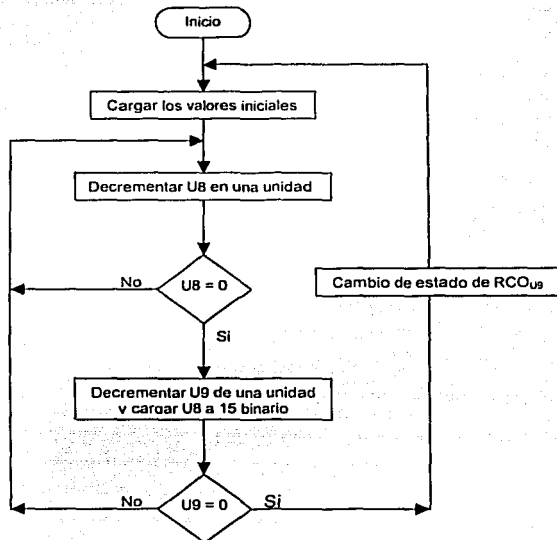 Inicio
Cargar los valores iniciales
Decrementar U8 en una unidad
No
U8 = 0
Cambio de estado de RCOU9
Si
Decrementar U9 de una unidad
y cargar U8 a 15 binario
No
U9 = 0
Si